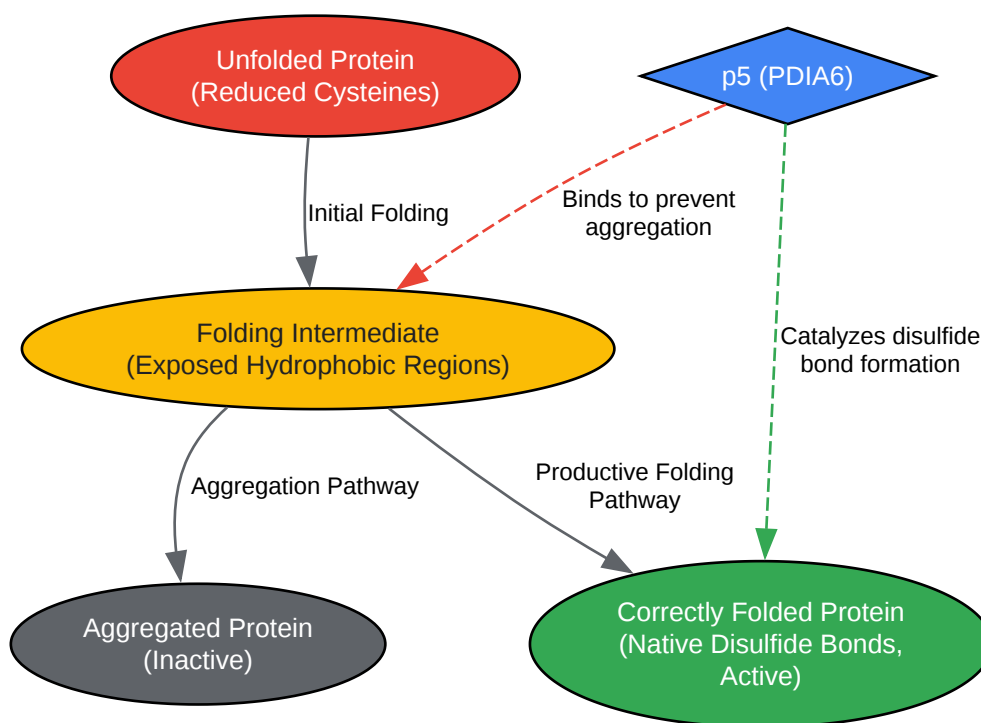 Unfolded Protein
(Reduced Cysteines)
p5 (PDIA6)
Initial Folding
Binds to prevent
aggregation
Folding Intermediate
(Exposed Hydrophobic Regions)
Catalyzes disulfide
bond formation
Aggregation Pathway
Productive Folding
Pathway
Aggregated Protein
(Inactive)
Correctly Folded Protein
(Native Disulfide Bonds,
Active)